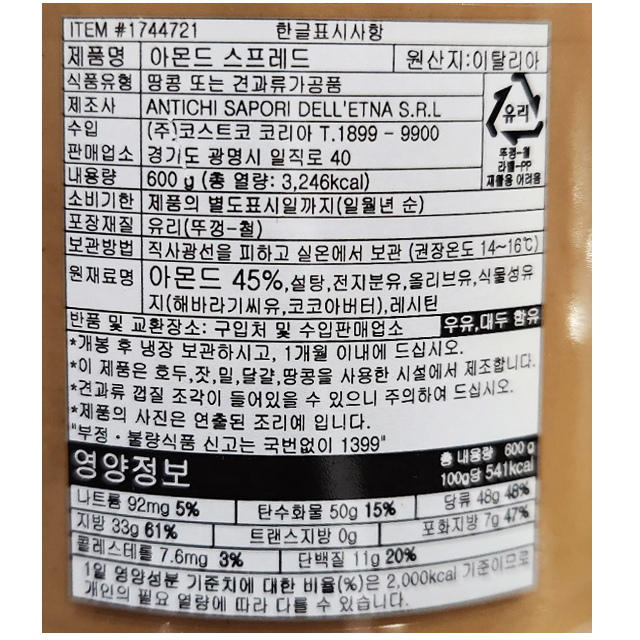 ITEM #1744721 한글표시사항
제품명 아몬드 스프레드 원산지:이탈리아
식품유형 땅콩 또는 견과류가공품
제조사 ANTICHI SAPORI DELL'ETNA S.R.L
유리
수입 (주)코스트코 코리아 T.1899 - 9900
판매업소 경기도 광명시 일직로 40
뚜껑-철
라벨-PP
재활용 어려움
내용량 600 g (총 열량: 3,246kcal)
소비기한 제품의 별도표시일까지(일월년 순)
포장재질 유리(뚜껑-철)
보관방법 직사광선을 피하고 실온에서 보관 (권장온도 14~16℃)
원재료명 아몬드 45%,설탕,전지분유,올리브유,식물성유
지(해바라기씨유,코코아버터),레시틴
반품 및 교환장소: 구입처 및 수입판매업소 우유,대두 함유
*개봉 후 냉장 보관하시고, 1개월 이내에 드십시오.
*이 제품은 호두,잣,밀,달걀,땅콩을 사용한 시설에서 제조합니다.
*견과류 껍질 조각이 들어있을 수 있으니 주의하여 드십시오.
*제품의 사진은 연출된 조리예 입니다.
"부정·불량식품 신고는 국번없이 1399"
영양정보 총 내용량 600 g
100g당 541kcal
나트륨 92mg 5% 탄수화물 50g 15% 당류 48g 48%
지방 33g 61% 트랜스지방 0g 포화지방 7g 47%
콜레스테롤 7.6mg 3% 단백질 11g 20%
1일 영양성분 기준치에 대한 비율(%)은 2,000kcal 기준이므로
개인의 필요 열량에 따라 다를 수 있습니다.